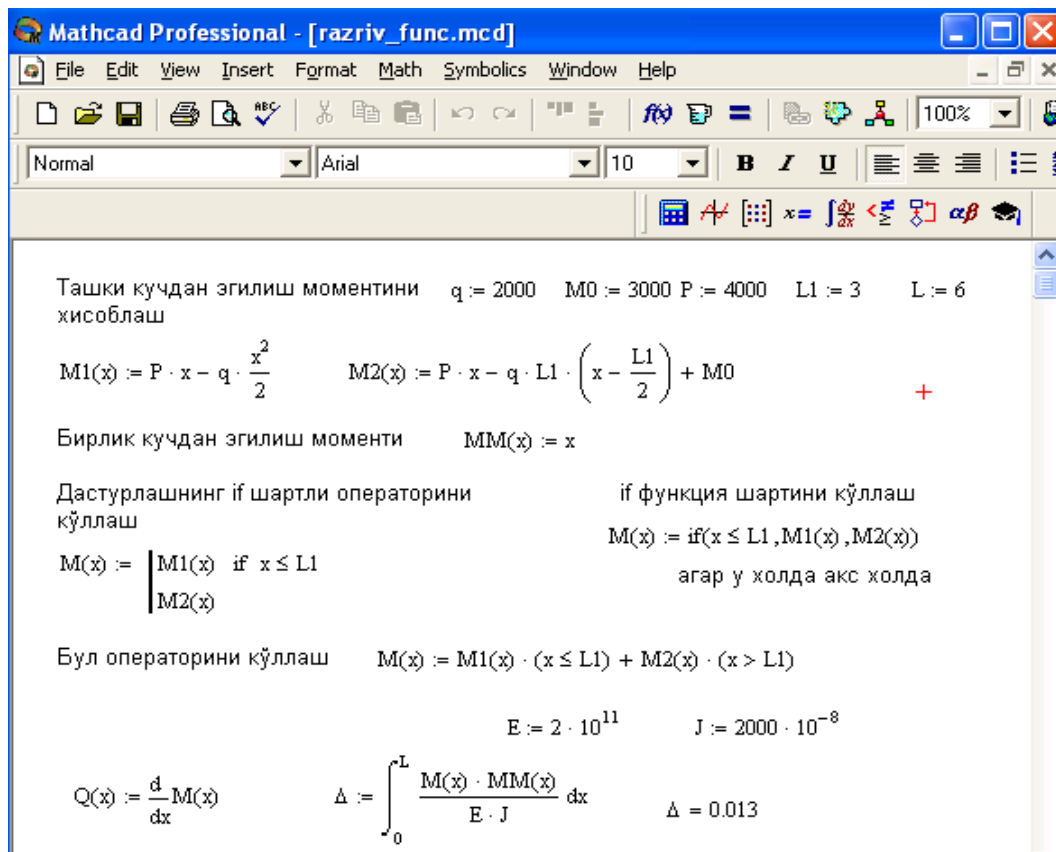 Mathcad Professional - [razriv_func.mcd]
File Edit View Insert Format Math Symbolics Window Help
100%
Normal Arial 10 B I U
Ташки кучдан эгилиш моментини хисоблаш q := 2000 M0 := 3000 P := 4000 L1 := 3 L := 6
M1(x) := P · x − q · x²/2 M2(x) := P · x − q · L1 · (x − L1/2) + M0
Бирлик кучдан эгилиш моменти MM(x) := x
Дастурлашнинг if шартли операторини кўллаш
if функция шартини кўллаш
M(x) := if(x ≤ L1, M1(x), M2(x))
агар у холда акс холда
M(x) := | M1(x) if x ≤ L1
| M2(x)
Бул операторини кўллаш M(x) := M1(x) · (x ≤ L1) + M2(x) · (x > L1)
E := 2 · 10¹¹ J := 2000 · 10⁻⁸
Q(x) := d/dx M(x) Δ := ∫₀ᴸ M(x) · MM(x)/E · J dx Δ = 0.013